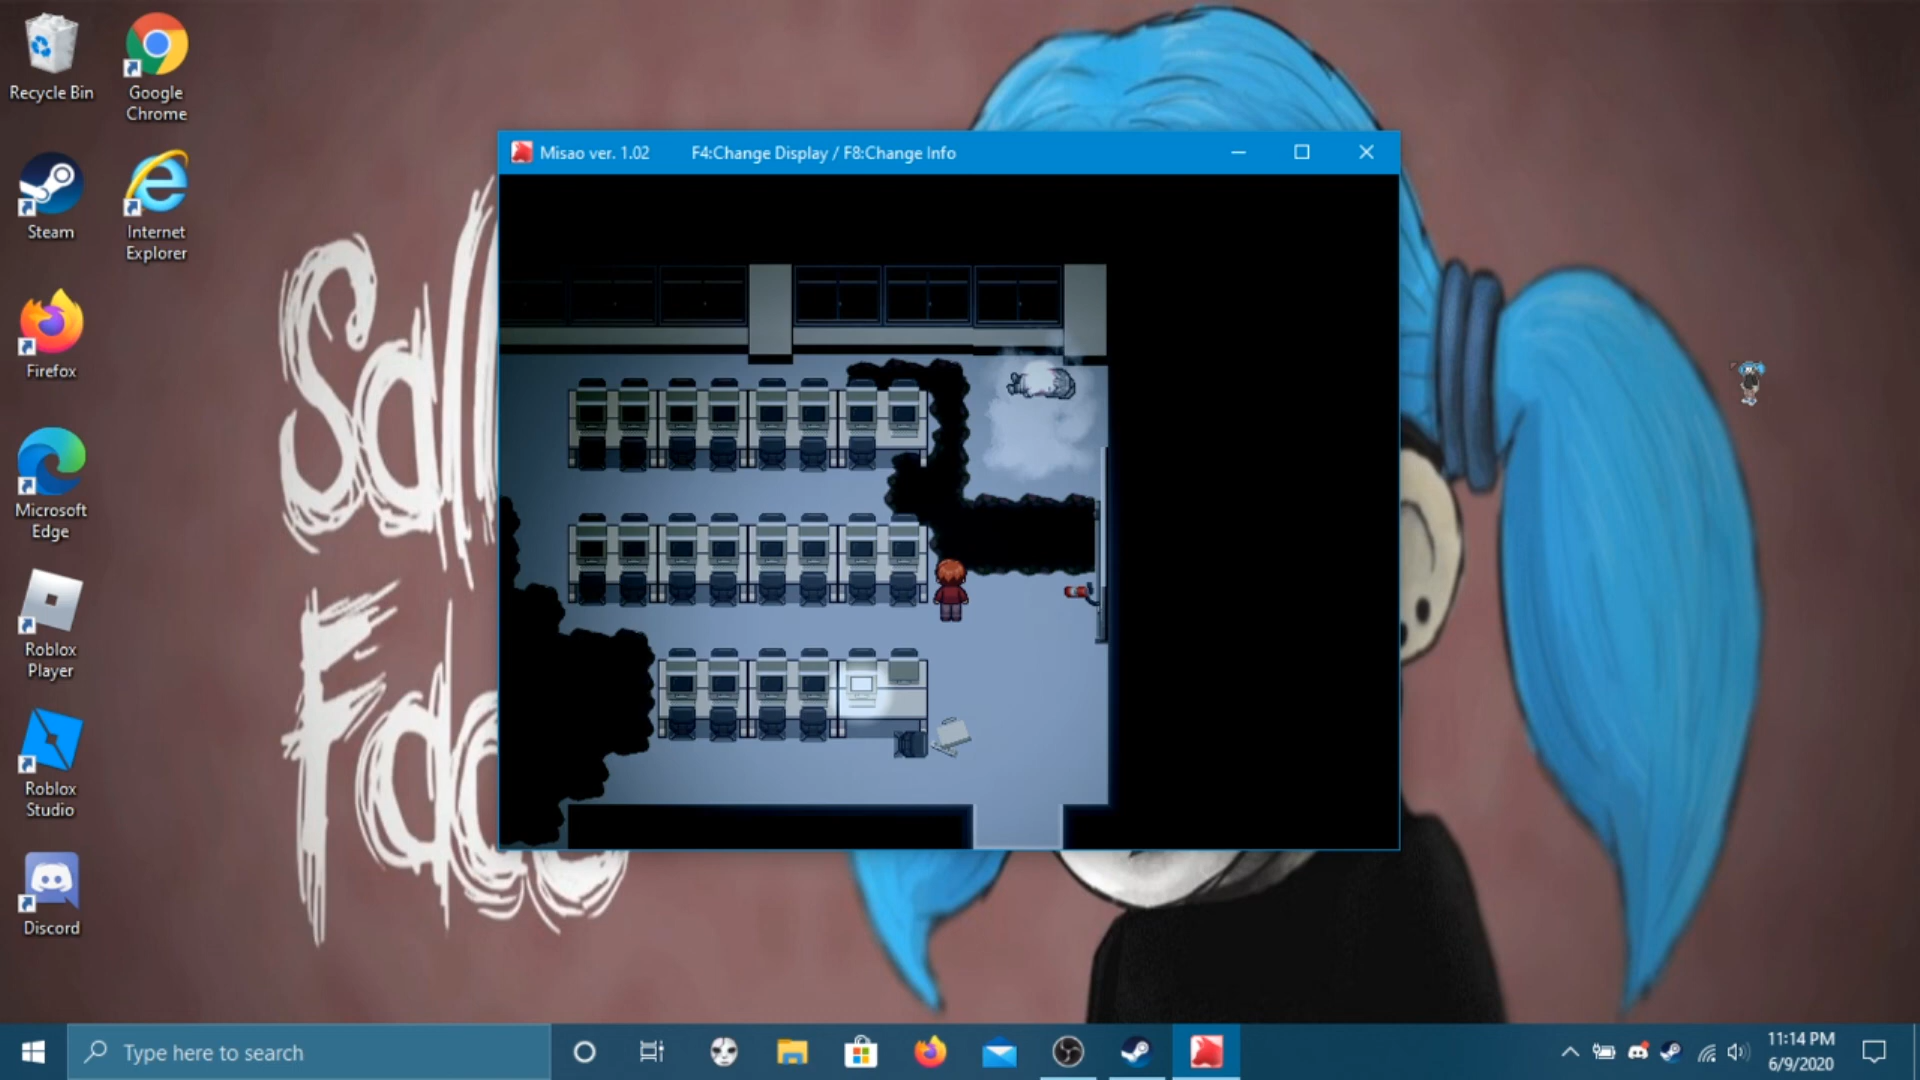 Recycle Bin
Google
Chrome
Steam
Internet
Explorer
Firefox
Microsoft
Edge
Roblox
Player
Roblox
Studio
Discord
Misao ver. 1.02 F4:Change Display / F8:Change Info
Type here to search
11:14 PM
6/9/2020